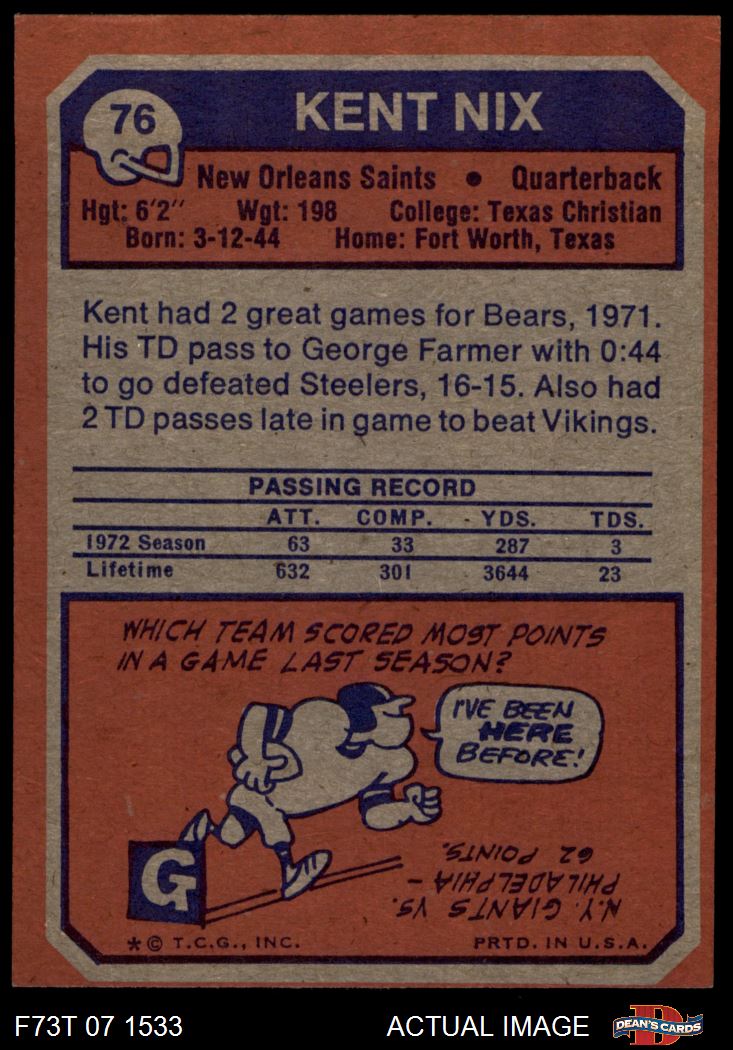 76
KENT NIX
New Orleans Saints • Quarterback
Hgt: 6'2" Wgt: 198 College: Texas Christian
Born: 3-12-44 Home: Fort Worth, Texas
Kent had 2 great games for Bears, 1971.
His TD pass to George Farmer with 0:44
to go defeated Steelers, 16-15. Also had
2 TD passes late in game to beat Vikings.
PASSING RECORD
ATT. COMP. YDS. TDS.
1972 Season 63 33 287 3
Lifetime 632 301 3644 23
WHICH TEAM SCORED MOST POINTS
IN A GAME LAST SEASON?
I'VE BEEN
HERE
BEFORE!
G
N.Y. GIANTS VS.
PHILADELPHIA –
62 POINTS.
* © T.C.G., INC. PRTD. IN U.S.A.
F73T 07 1533 ACTUAL IMAGE
D
DEAN'S CARDS